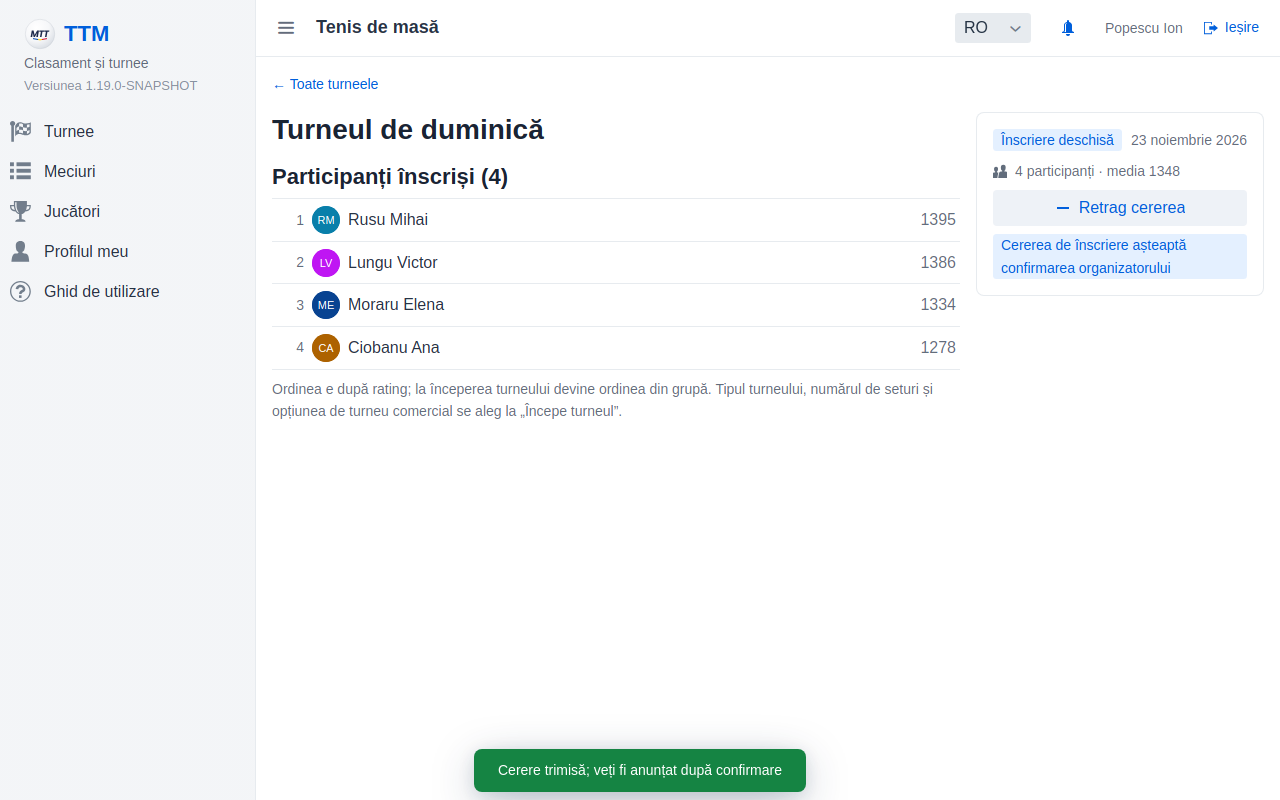 MTT TTM
Clasament și turnee
Versiunea 1.19.0-SNAPSHOT
Turnee
Meciuri
Jucători
Profilul meu
Ghid de utilizare
Tenis de masă
RO
Popescu Ion
Ieșire
← Toate turneele
Turneul de duminică
Participanți înscriși (4)
1 RM Rusu Mihai 1395
2 LV Lungu Victor 1386
3 ME Moraru Elena 1334
4 CA Ciobanu Ana 1278
Ordinea e după rating; la începerea turneului devine ordinea din grupă. Tipul turneului, numărul de seturi și
opțiunea de turneu comercial se aleg la „Începe turneul”.
Înscriere deschisă 23 noiembrie 2026
4 participanți · media 1348
Retrag cererea
Cererea de înscriere așteaptă
confirmarea organizatorului
Cerere trimisă; veți fi anunțat după confirmare